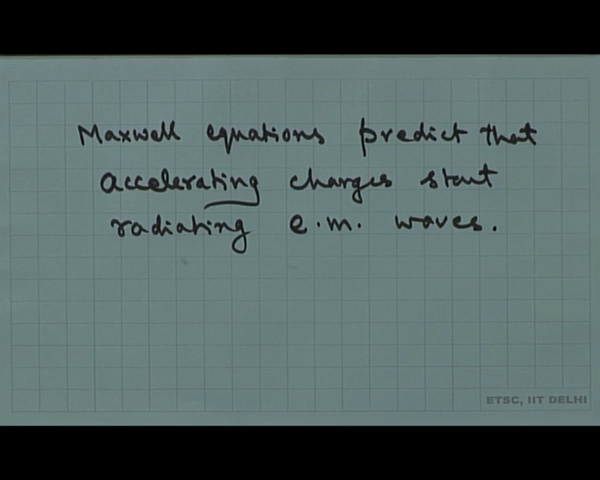 Maxwell equations predict that
accelerating charges start
radiating e.m. waves.
ETSC, IIT DELHI